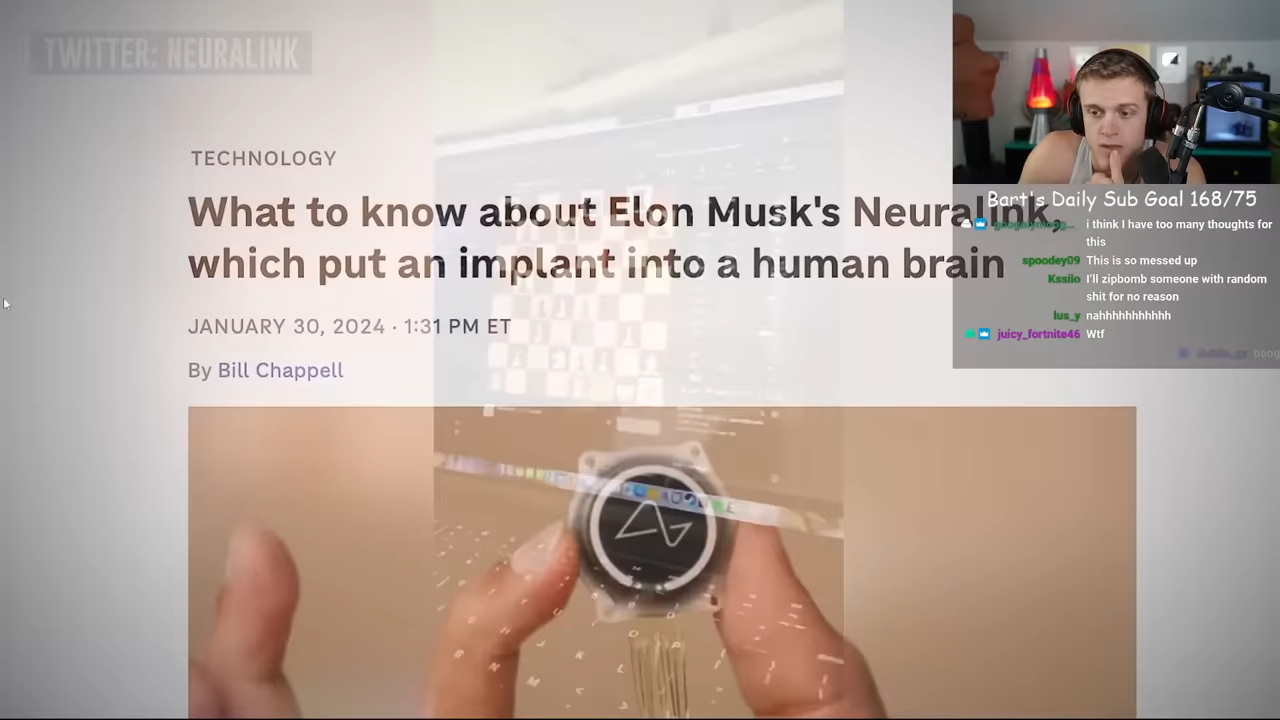 TWITTER: NEURALINK
TECHNOLOGY
What to know about Elon Musk's Neuralink,
which put an implant into a human brain
JANUARY 30, 2024 · 1:31 PM ET
By Bill Chappell
Bart's Daily Sub Goal 168/75
i think I have too many thoughts for
this
spoodey09 This is so messed up
Kssilo I'll zipbomb someone with random
shit for no reason
lus_y nahhhhhhhhhhh
juicy_fortnite46 Wtf